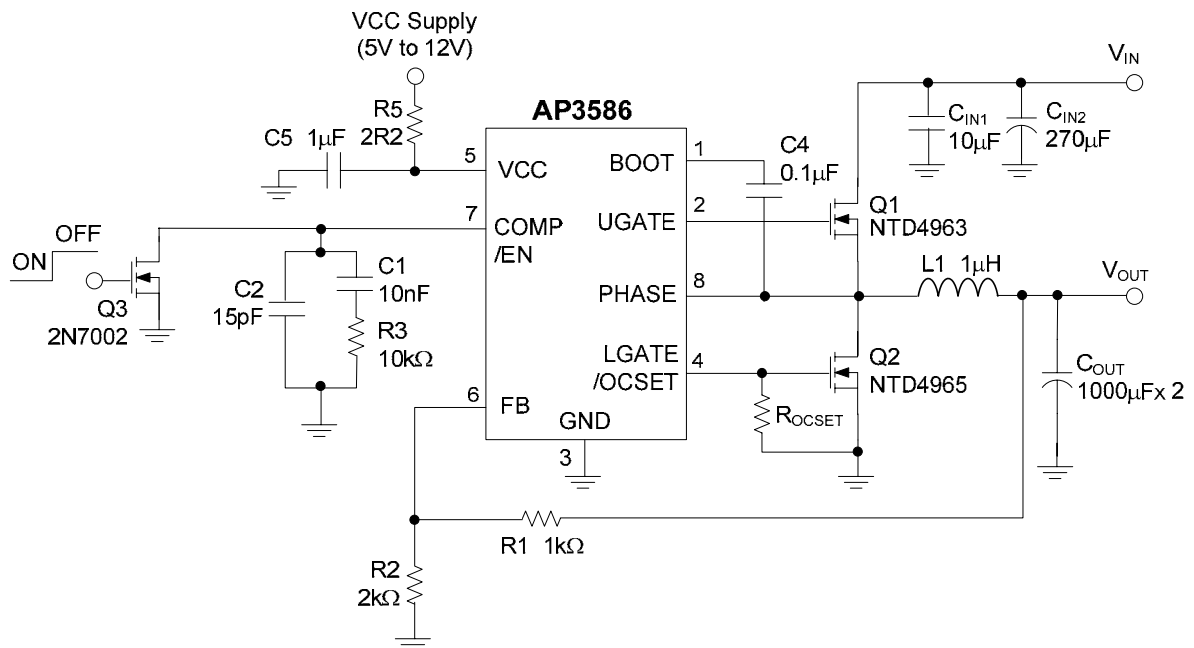 VCC Supply
(5V to 12V)
R5
2R2
C5 1μF
AP3586
5
VCC
7
COMP
/EN
6
FB
GND
3
BOOT
1
UGATE
2
PHASE
8
LGATE
/OCSET
4
C4
0.1μF
VIN
CIN1
10μF
CIN2
270μF
Q1
NTD4963
L1 1μH
VOUT
Q2
NTD4965
ROCSET
COUT
1000μFx 2
ON
OFF
Q3
2N7002
C2
15pF
C1
10nF
R3
10kΩ
R1 1kΩ
R2
2kΩ